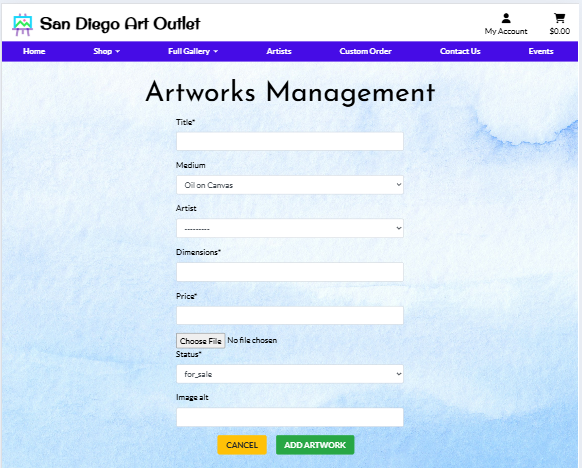 San Diego Art Outlet
My Account $0.00
Home Shop Full Gallery Artists Custom Order Contact Us Events
Artworks Management
Title*
Medium
Oil on Canvas
Artist
---------
Dimensions*
Price*
Choose File No file chosen
Status*
for_sale
Image alt
CANCEL ADD ARTWORK